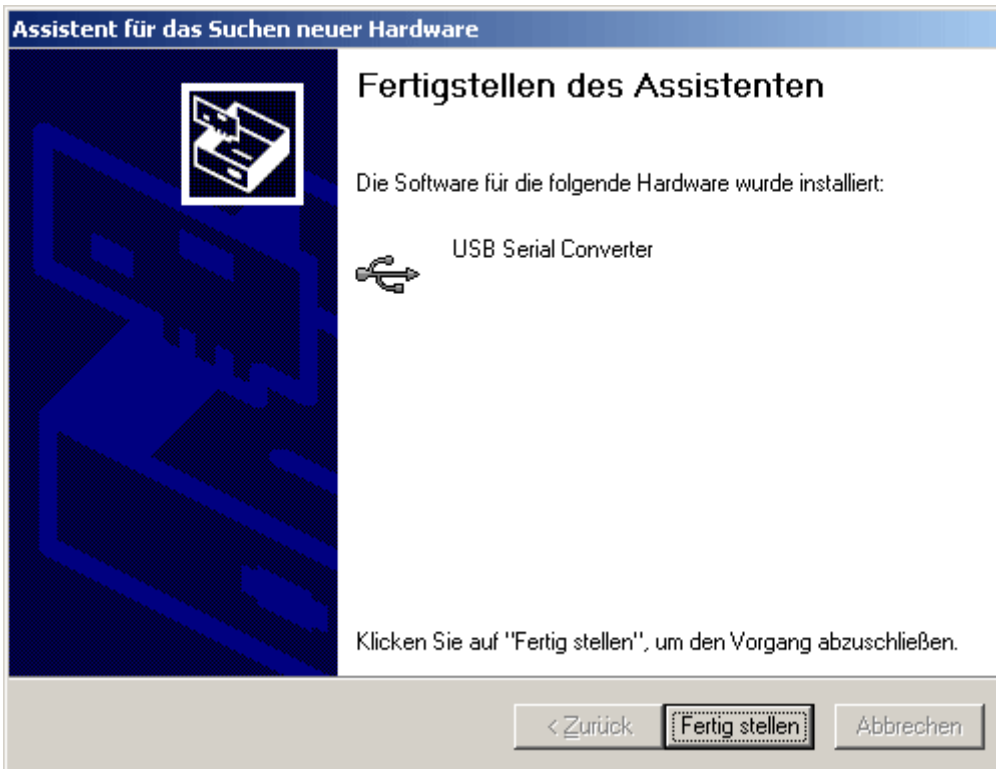 Assistent für das Suchen neuer Hardware
Fertigstellen des Assistenten
Die Software für die folgende Hardware wurde installiert:
USB Serial Converter
Klicken Sie auf "Fertig stellen", um den Vorgang abzuschließen.
< Zurück Fertig stellen Abbrechen